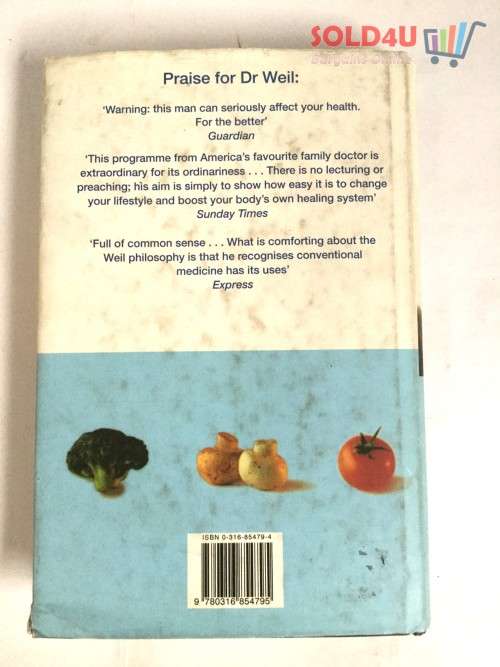 SOLD4U
Bargains Online
Praise for Dr Weil:
‘Warning: this man can seriously affect your health.
For the better’
Guardian
‘This programme from America’s favourite family doctor is
extraordinary for its ordinariness . . . There is no lecturing or
preaching; his aim is simply to show how easy it is to change
your lifestyle and boost your body’s own healing system’
Sunday Times
‘Full of common sense . . . What is comforting about the
Weil philosophy is that he recognises conventional
medicine has its uses’
Express
ISBN 0-316-85479-4
9 780316 854795